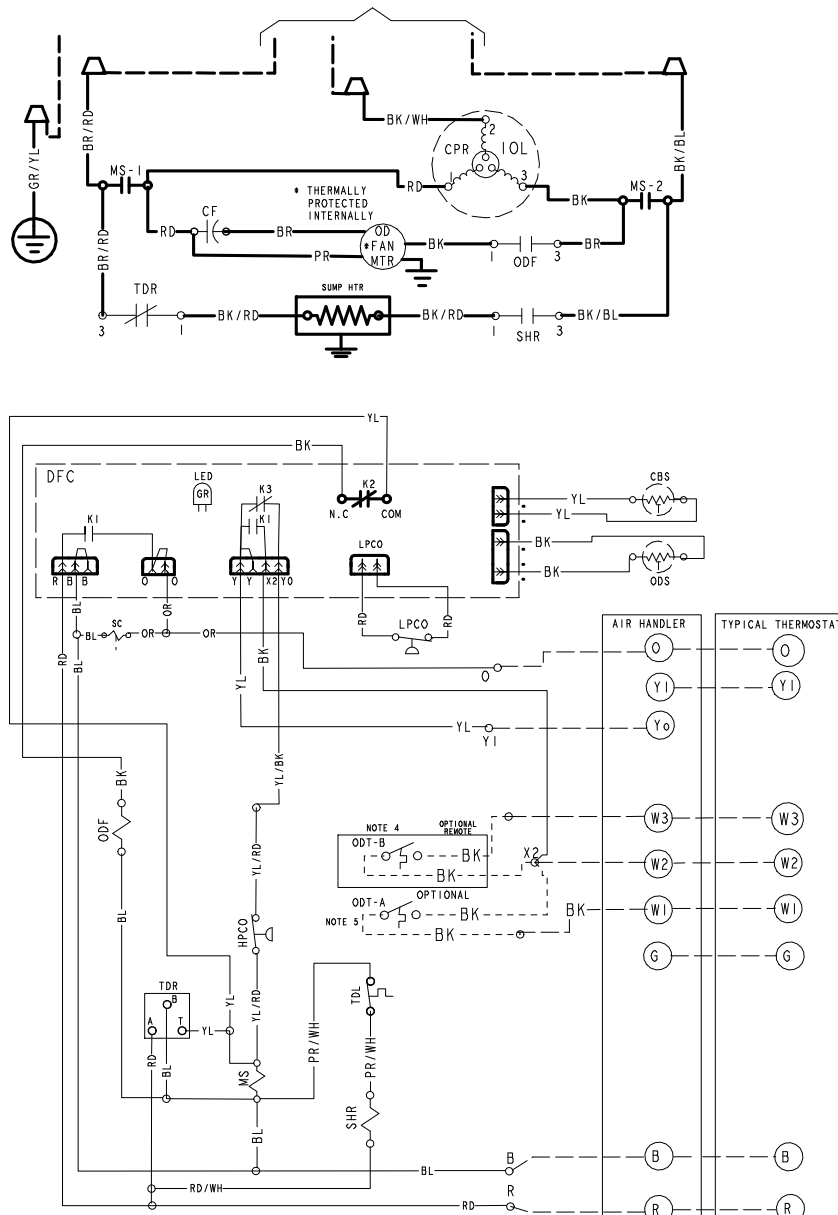 BK/WH
2
BR/RD
CPR
IOL
BK/BL
GR/YL
MS-1
MS-2
1
3
RD
BK
* THERMALLY
PROTECTED
INTERNALLY
CF
RD
BR
OD
*FAN
MTR
BK
BR
PR
1
ODF
3
BR/RD
TDR
SUMP HTR
3
1
BK/RD
BK/RD
1
SHR
3
BK/BL
YL
BK
DFC
LED
GR
K3
K1
K2
N.C
COM
CBS
YL
T
YL
K1
LPCO
BK
BK
T
ODS
R B B
O O
Y Y X2 YO
BL
OR
RD
LPCO
RD
SC
BL
OR
OR
RD
BL
YL
BK
AIR HANDLER
TYPICAL THERMOSTAT
O
O
O
Y1
Y1
YL
Y1
Yo
YL/BK
BK
ODF
NOTE 4
OPTIONAL
REMOTE
ODT-B
BK
BK
X2
W3
W3
W2
W2
YL/RD
ODT-A
OPTIONAL
NOTE 5
BK
BK
W1
W1
BL
HPCO
G
G
TDR
B
A
T
YL
YL
YL/RD
PR/WH
TDL
PR/WH
RD
BL
MS
SHR
BL
BL
B
B
B
RD/WH
RD
R
R
R